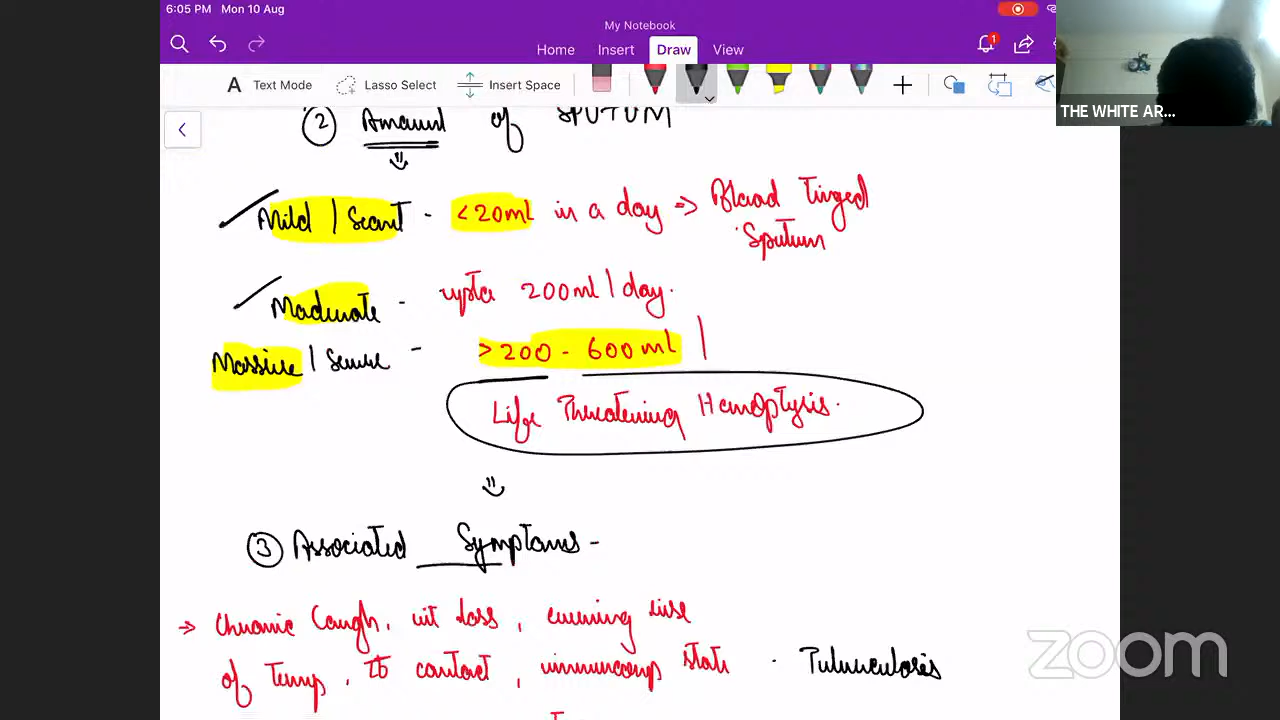 6:05 PM Mon 10 Aug
My Notebook
Home Insert Draw View
1
A Text Mode Lasso Select Insert Space
THE WHITE AR...
② Amount of SPUTUM
Mild | Scant - <20ml in a day => Blood Tinged
Sputum
Moderate - upto 200ml | day.
Massive | Severe - >200 - 600ml |
Life Threatening Hemoptysis.
③ Associated Symptoms -
=> Chronic Cough, wt loss, evening rise
of Temp, Tb contact, immunocomp state . Tuberculosis
zoom